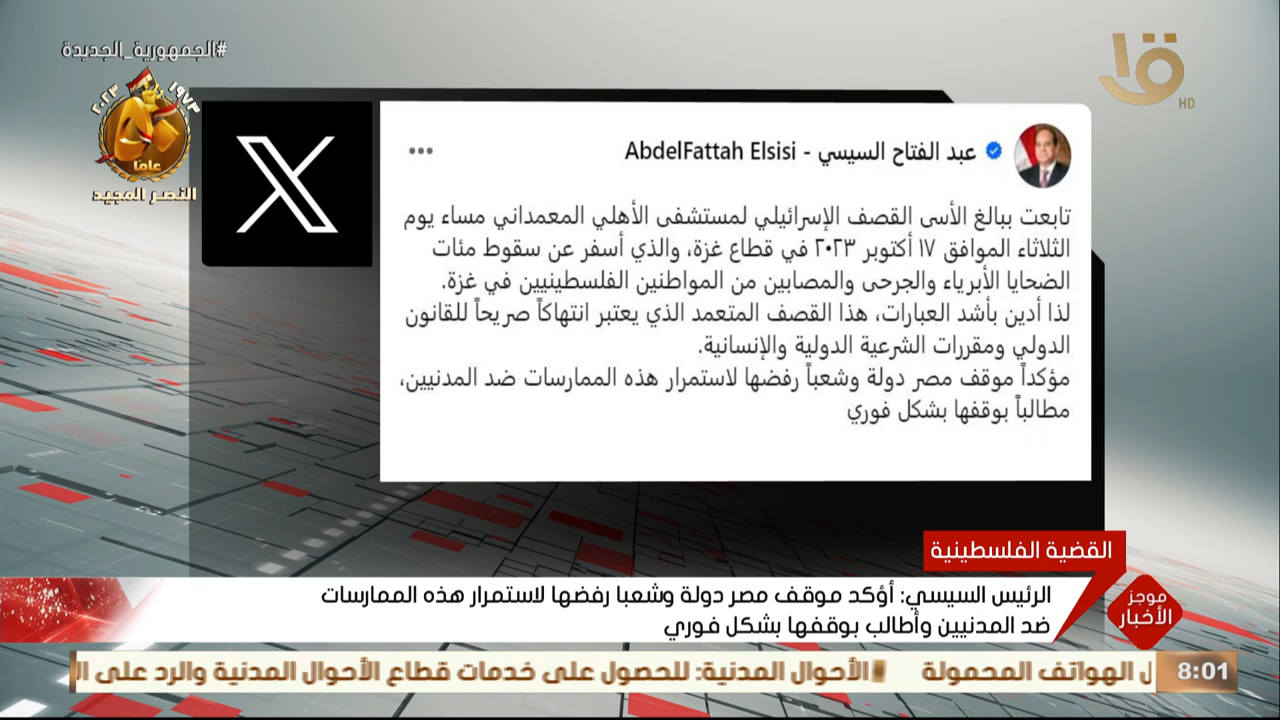 #الجمهورية_الجديدة
HD
١٩٧٣
٢٠٢٣
عاماً
النصر المجيد
عبد الفتاح السيسي - AbdelFattah Elsisi
تابعت ببالغ الأسى القصف الإسرائيلي لمستشفى الأهلي المعمداني مساء يوم
الثلاثاء الموافق ١٧ أكتوبر ٢٠٢٣ في قطاع غزة، والذي أسفر عن سقوط مئات
الضحايا الأبرياء والجرحى والمصابين من المواطنين الفلسطينيين في غزة.
لذا أدين بأشد العبارات، هذا القصف المتعمد الذي يعتبر انتهاكاً صريحاً للقانون
الدولي ومقررات الشرعية الدولية والإنسانية.
مؤكداً موقف مصر دولة وشعباً رفضها لاستمرار هذه الممارسات ضد المدنيين،
مطالباً بوقفها بشكل فوري
القضية الفلسطينية
موجز
الأخبار
الرئيس السيسي: أؤكد موقف مصر دولة وشعبا رفضها لاستمرار هذه الممارسات
ضد المدنيين وأطالب بوقفها بشكل فوري
8:01
ل الهواتف المحمولة الأحوال المدنية: للحصول على خدمات قطاع الأحوال المدنية والرد على ال